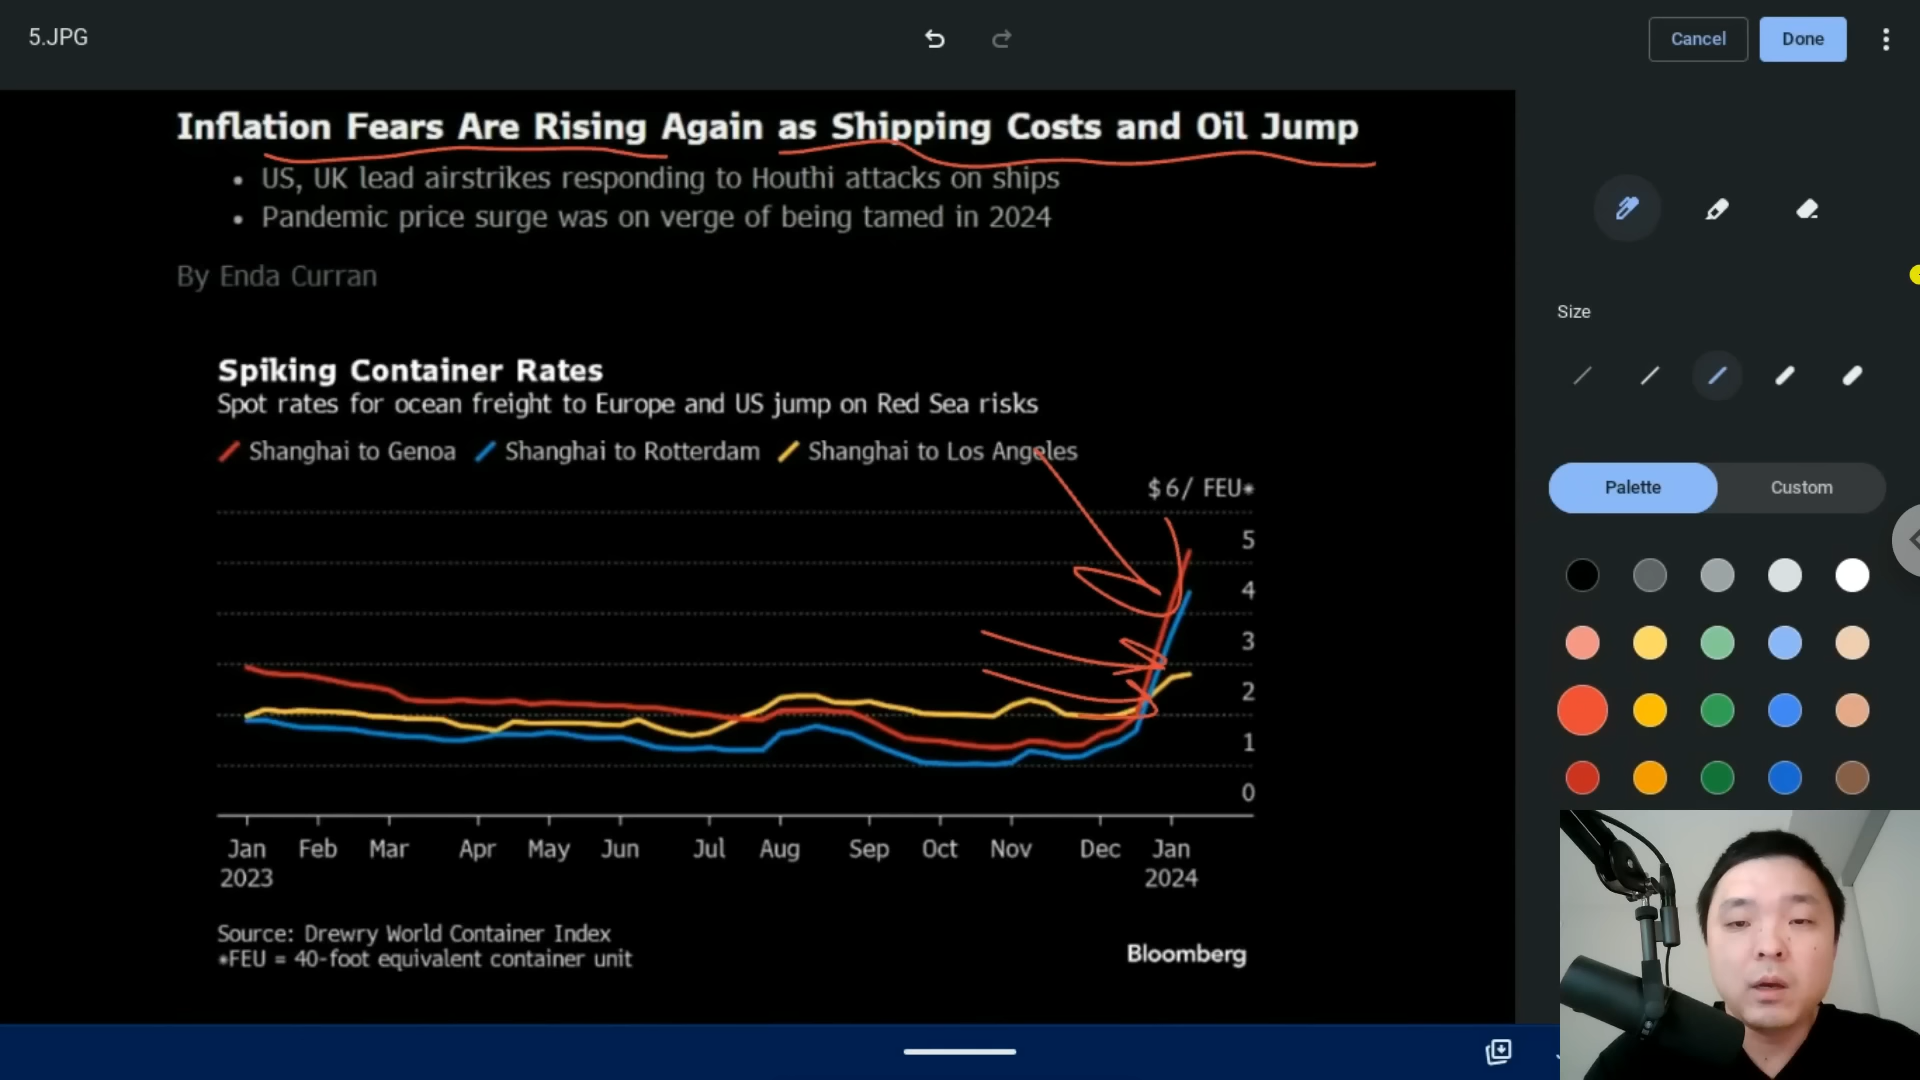 5.JPG
Cancel
Done
Inflation Fears Are Rising Again as Shipping Costs and Oil Jump
• US, UK lead airstrikes responding to Houthi attacks on ships
• Pandemic price surge was on verge of being tamed in 2024
By Enda Curran
Size
Spiking Container Rates
Spot rates for ocean freight to Europe and US jump on Red Sea risks
Shanghai to Genoa Shanghai to Rotterdam Shanghai to Los Angeles
$6/ FEU*
Palette
Custom
5
4
3
2
1
0
Jan Feb Mar Apr May Jun Jul Aug Sep Oct Nov Dec Jan
2023 2024
Source: Drewry World Container Index
*FEU = 40-foot equivalent container unit
Bloomberg